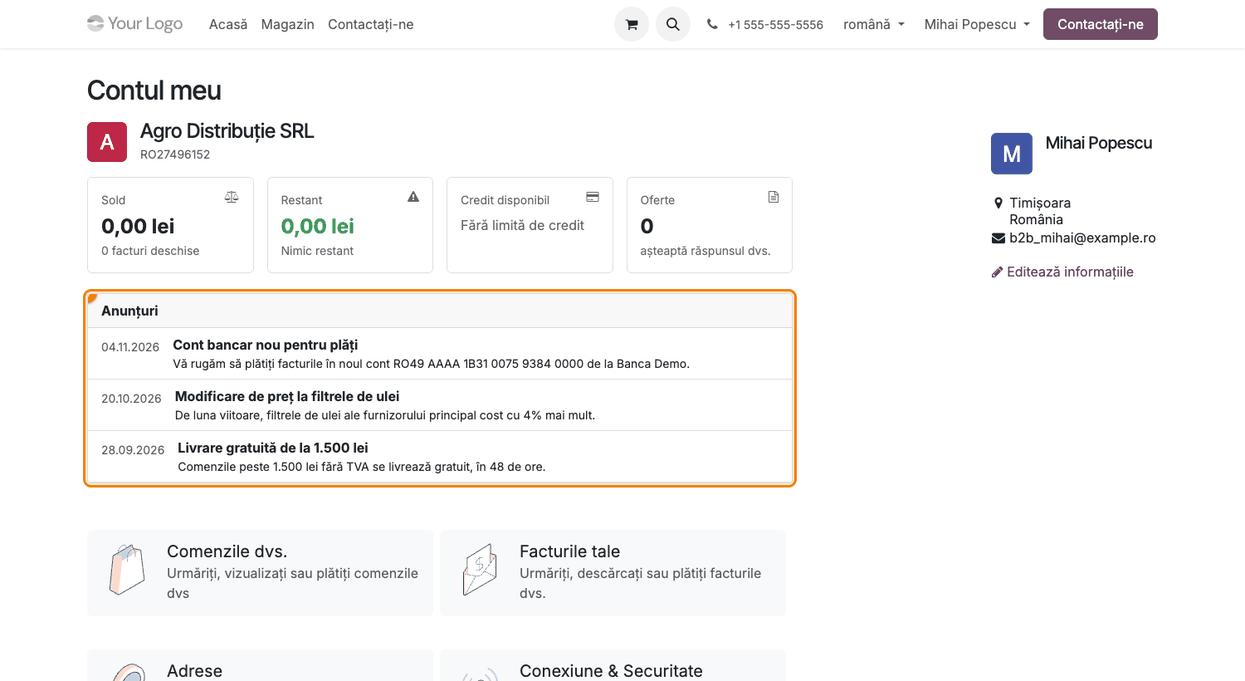 Your Logo
Acasă
Magazin
Contactați-ne
+1 555-555-5556
română
Mihai Popescu
Contactați-ne
Contul meu
A
Agro Distribuție SRL
RO27496152
Sold
0,00 lei
0 facturi deschise
Restant
0,00 lei
Nimic restant
Credit disponibil
Fără limită de credit
Oferte
0
așteaptă răspunsul dvs.
M
Mihai Popescu
Timișoara
România
b2b_mihai@example.ro
Editează informațiile
Anunțuri
04.11.2026
Cont bancar nou pentru plăți
Vă rugăm să plătiți facturile în noul cont RO49 AAAA 1B31 0075 9384 0000 de la Banca Demo.
20.10.2026
Modificare de preț la filtrele de ulei
De luna viitoare, filtrele de ulei ale furnizorului principal cost cu 4% mai mult.
28.09.2026
Livrare gratuită de la 1.500 lei
Comenzile peste 1.500 lei fără TVA se livrează gratuit, în 48 de ore.
Comenzile dvs.
Urmăriți, vizualizați sau plătiți comenzile
dvs
Facturile tale
Urmăriți, descărcați sau plătiți facturile
dvs.
Adrese
Conexiune & Securitate